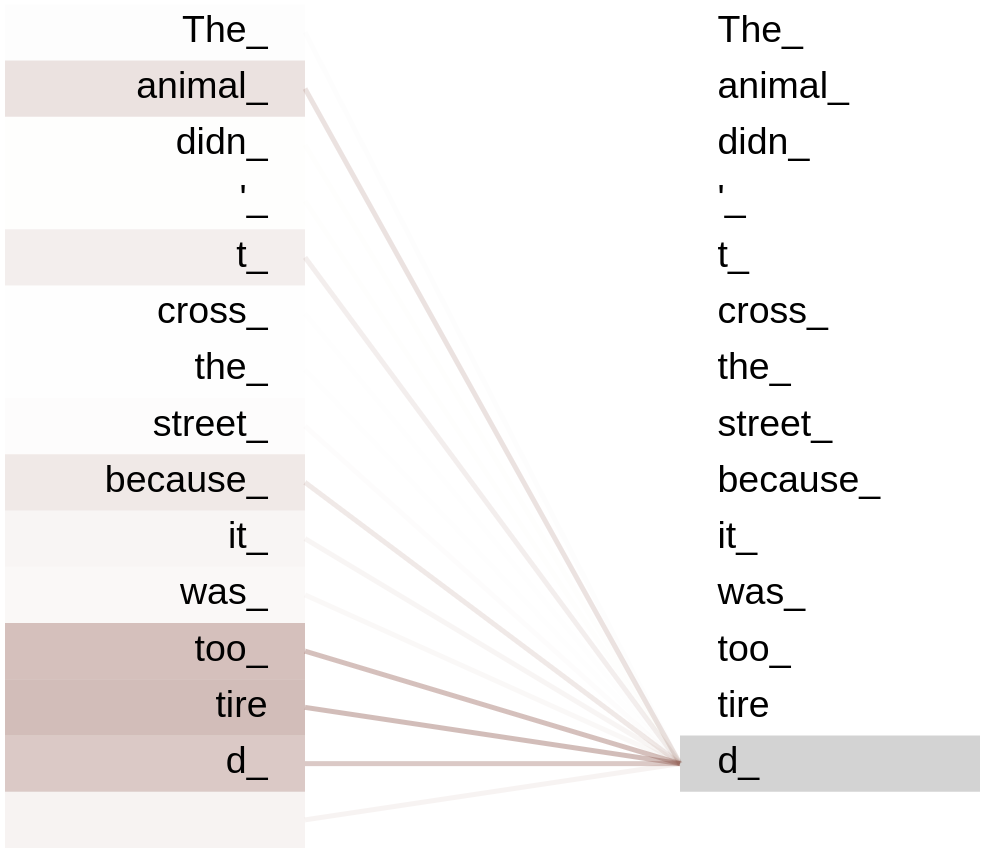 The_ The_
animal_ animal_
didn_ didn_
'_ '_
t_ t_
cross_ cross_
the_ the_
street_ street_
because_ because_
it_ it_
was_ was_
too_ too_
tire tire
d_ d_